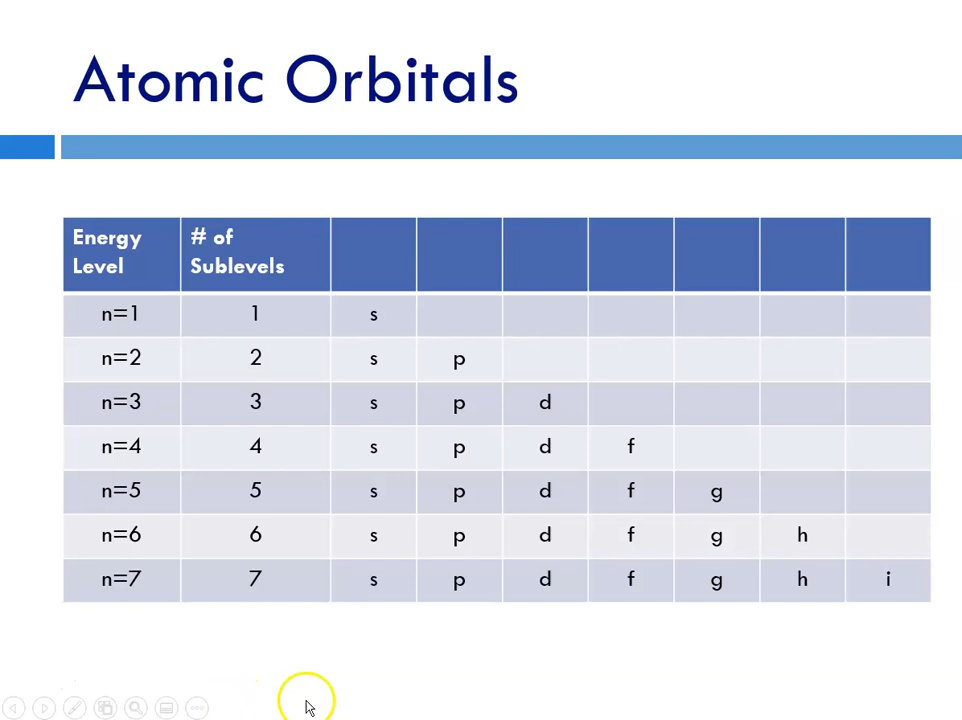 Atomic Orbitals
Energy Level # of Sublevels
n=1 1 s
n=2 2 s p
n=3 3 s p d
n=4 4 s p d f
n=5 5 s p d f g
n=6 6 s p d f g h
n=7 7 s p d f g h i